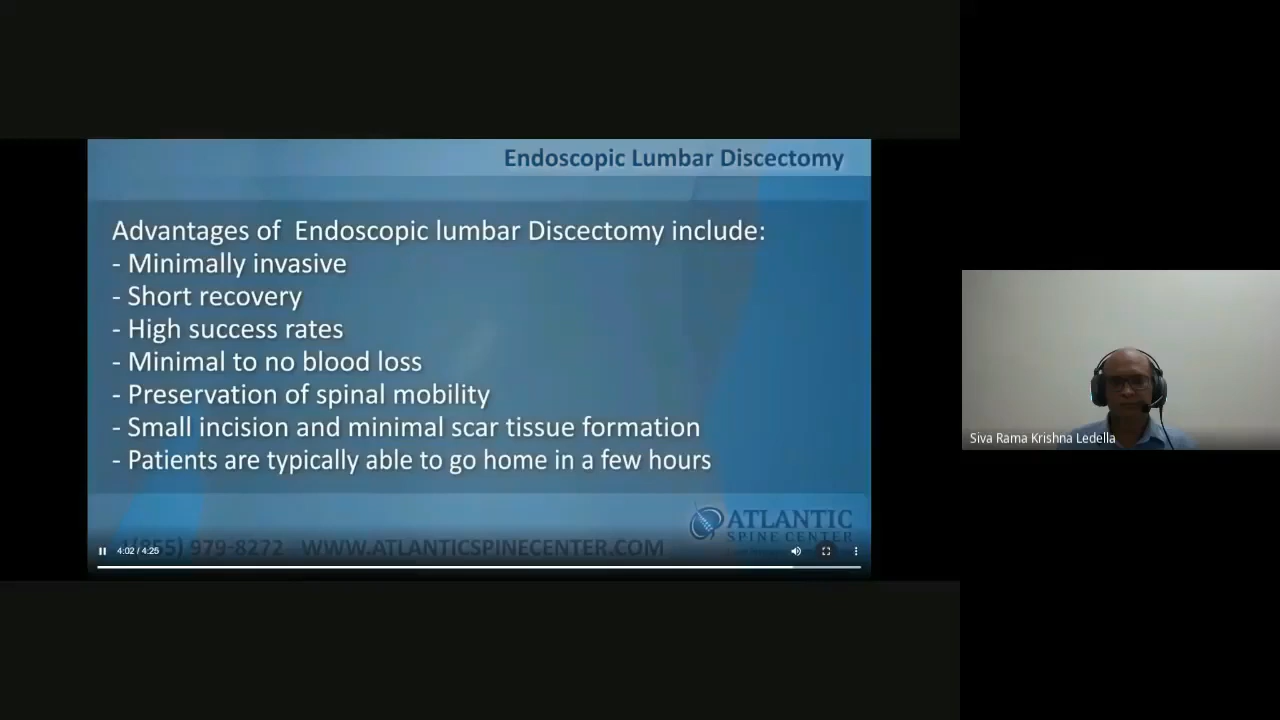 Endoscopic Lumbar Discectomy
Advantages of Endoscopic lumbar Discectomy include:
- Minimally invasive
- Short recovery
- High success rates
- Minimal to no blood loss
- Preservation of spinal mobility
- Small incision and minimal scar tissue formation
- Patients are typically able to go home in a few hours
ATLANTIC
SPINE CENTER
(855) 979-8272 WWW.ATLANTICSPINECENTER.COM
4:02 / 4:25
Siva Rama Krishna Ledella